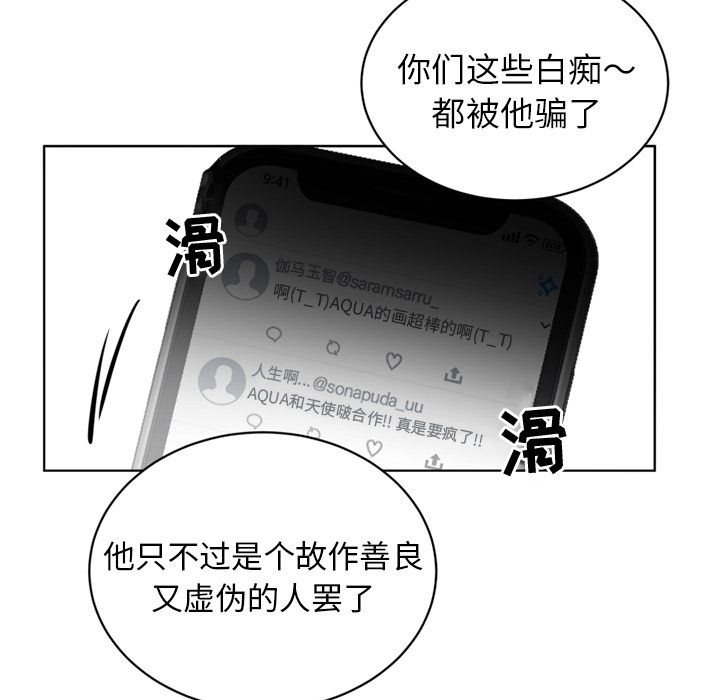 你们这些白痴～
都被他骗了
9:41
滑
伽马玉智@saramsarru_
啊(T_T)AQUA的画超棒的啊(T_T)
人生啊...@sonapuda_uu
AQUA和天使啵合作!! 真是要疯了!!
滑
他只不过是个故作善良
又虚伪的人罢了